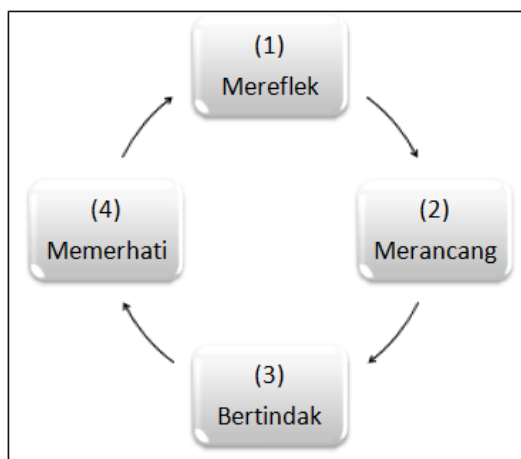 (1)
Mereflek
(2)
Merancang
(3)
Bertindak
(4)
Memerhati